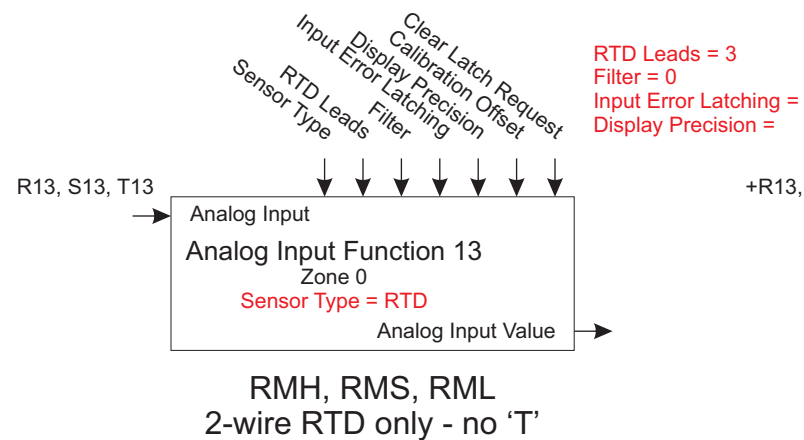 Sensor Type
RTD Leads
Filter
Input Error Latching
Display Precision
Calibration Offset
Clear Latch Request
RTD Leads = 3
Filter = 0
Input Error Latching =
Display Precision =
R13, S13, T13
+R13,
Analog Input
Analog Input Function 13
Zone 0
Sensor Type = RTD
Analog Input Value
RMH, RMS, RML
2-wire RTD only - no ‘T’